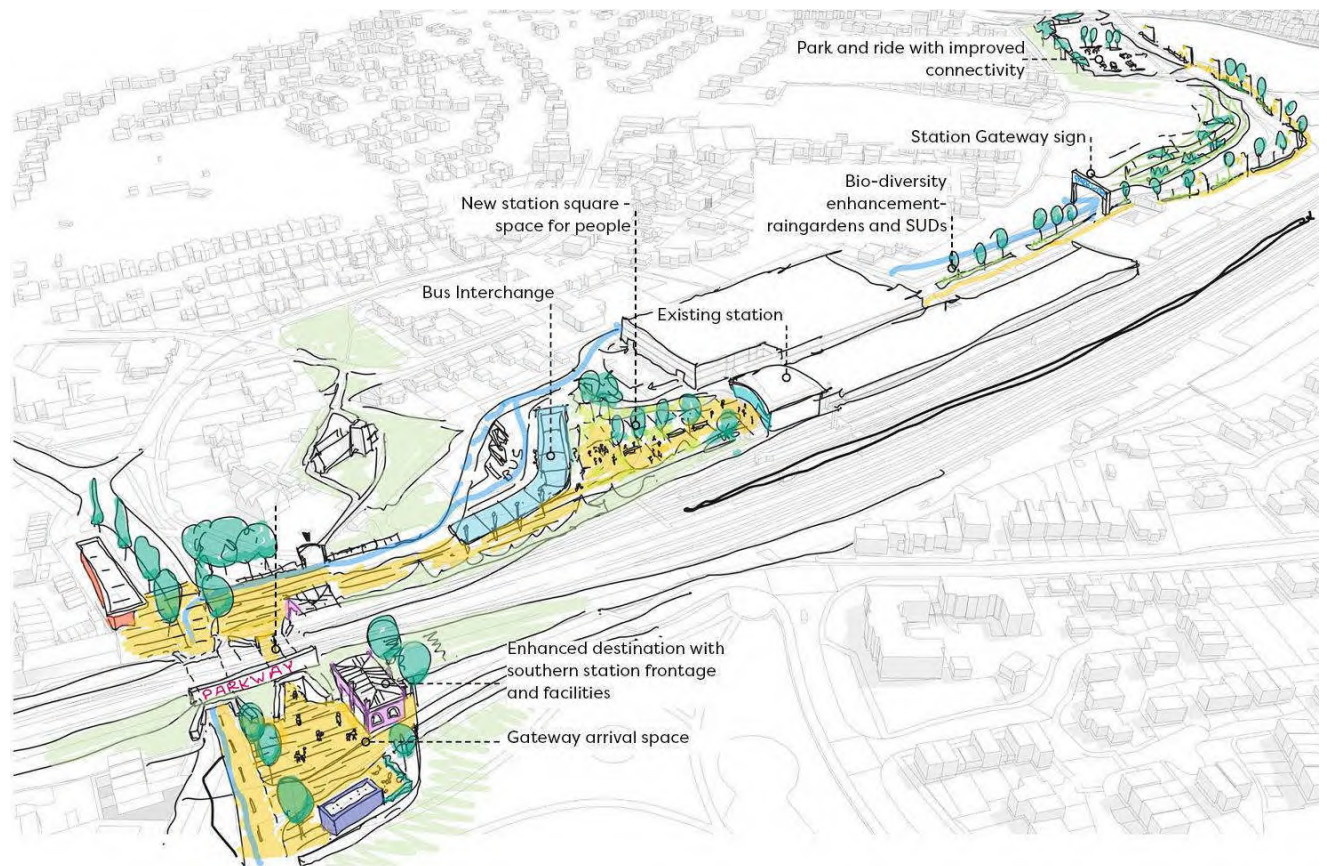 Park and ride with improved
connectivity
Station Gateway sign
Bio-diversity
enhancement-
raingardens and SUDs
New station square -
space for people
Bus Interchange
Existing station
BUS
Enhanced destination with
southern station frontage
and facilities
PARKWAY
Gateway arrival space